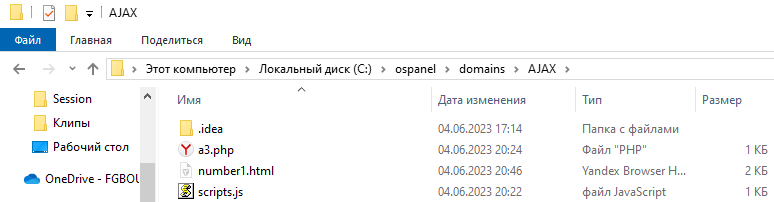 AJAX
Файл Главная Поделиться Вид
Этот компьютер Локальный диск (C:) ospanel domains AJAX
Имя Дата изменения Тип Размер
Session
Клипы
Рабочий стол
OneDrive - FGBOU
.idea 04.06.2023 17:14 Папка с файлами
a3.php 04.06.2023 20:24 Файл "PHP" 1 КБ
number1.html 04.06.2023 20:46 Yandex Browser H... 2 КБ
scripts.js 04.06.2023 20:22 файл JavaScript 1 КБ